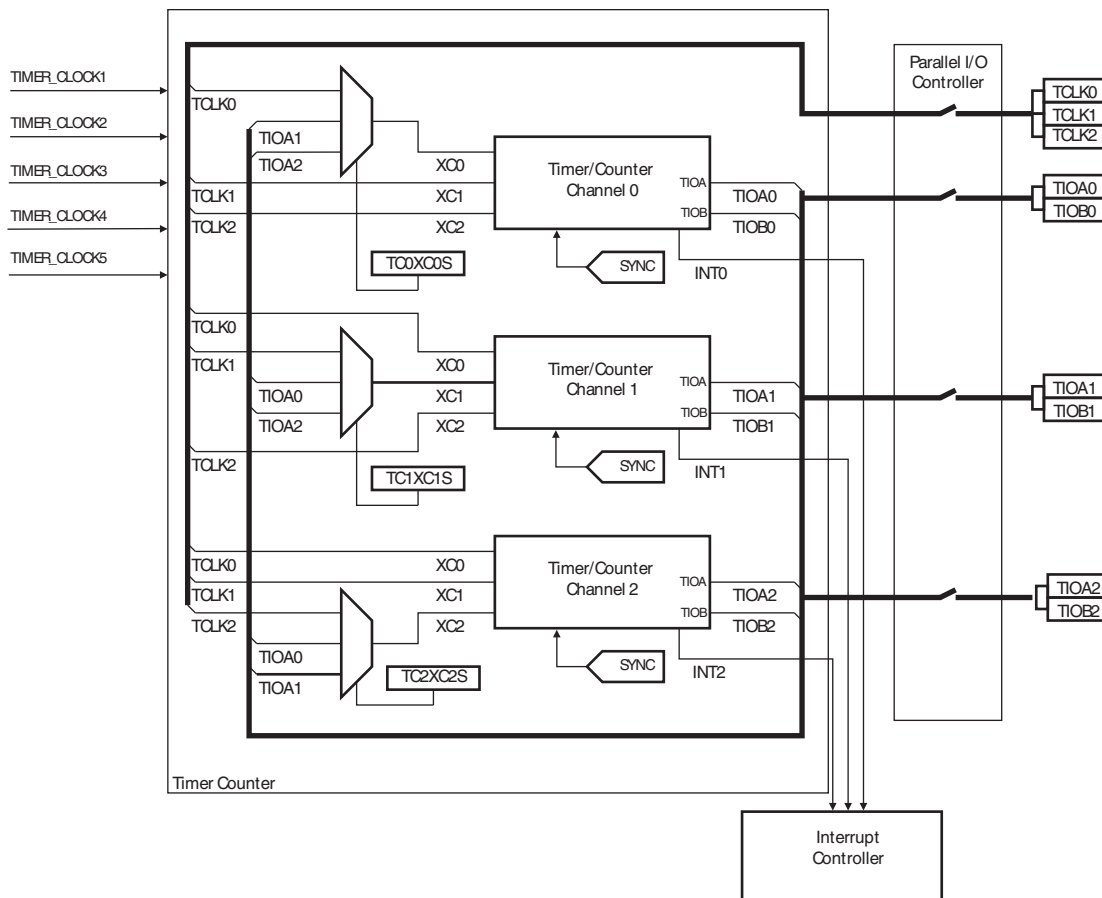 TIMER_CLOCK1
TIMER_CLOCK2
TIMER_CLOCK3
TIMER_CLOCK4
TIMER_CLOCK5
TCLK0
TIOA1
TIOA2
TCLK1
TCLK2
XC0
XC1
XC2
TC0XC0S
Timer/Counter
Channel 0
TIOA
TIOB
TIOA0
TIOB0
SYNC
INT0
TCLK0
TCLK1
TIOA0
TIOA2
TCLK2
XC0
XC1
XC2
TC1XC1S
Timer/Counter
Channel 1
TIOA
TIOB
TIOA1
TIOB1
SYNC
INT1
TCLK0
TCLK1
TCLK2
TIOA0
TIOA1
XC0
XC1
XC2
TC2XC2S
Timer/Counter
Channel 2
TIOA
TIOB
TIOA2
TIOB2
SYNC
INT2
Timer Counter
Parallel I/O
Controller
TCLK0
TCLK1
TCLK2
TIOA0
TIOB0
TIOA1
TIOB1
TIOA2
TIOB2
Interrupt
Controller